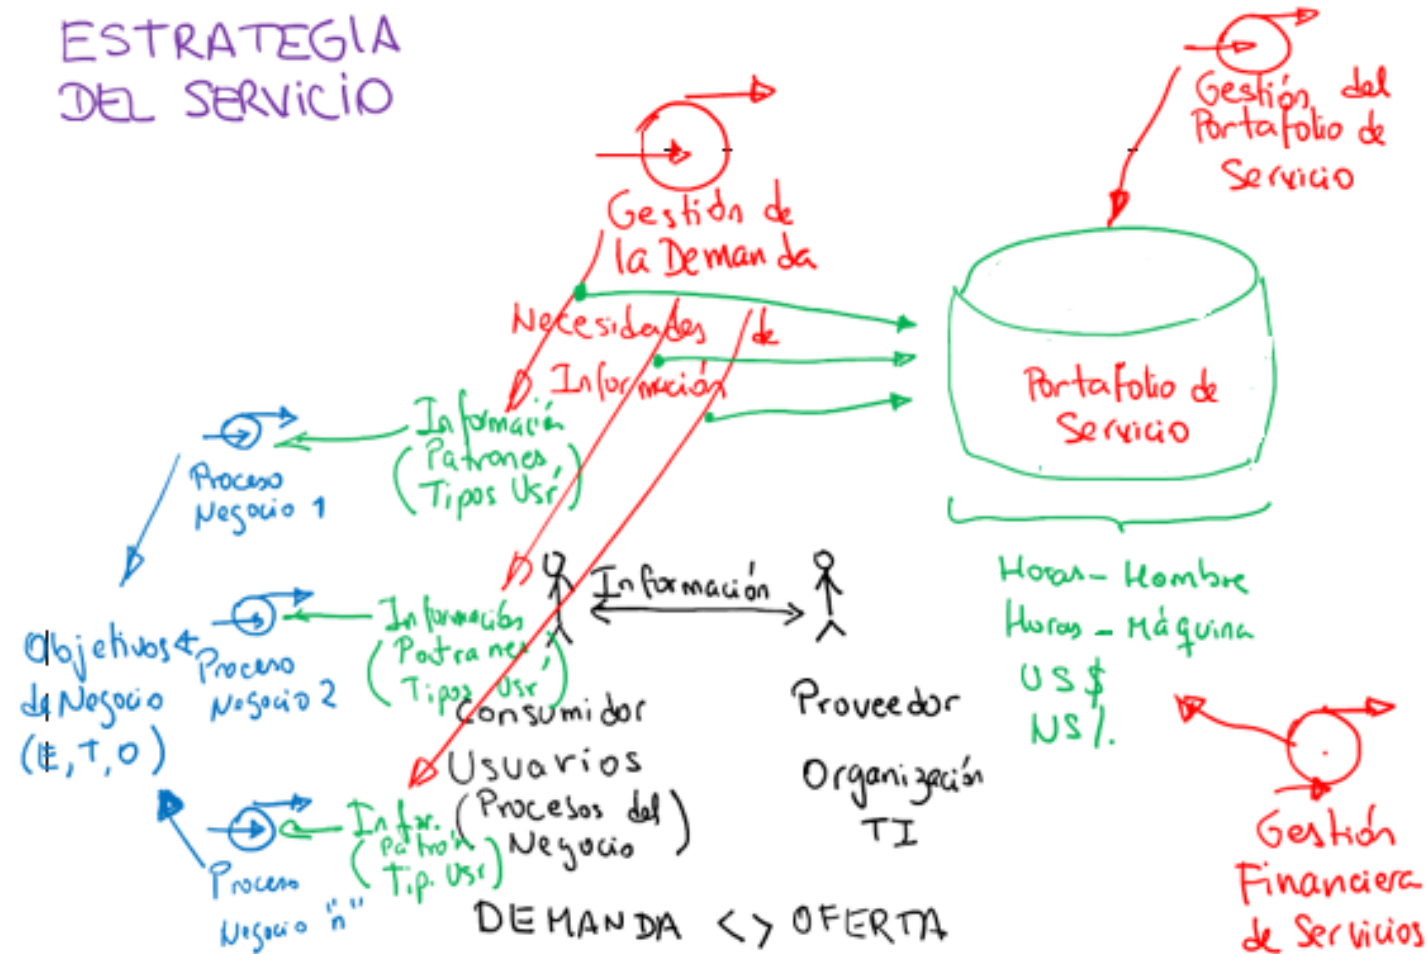 ESTRATEGIA
DEL SERVICIO
Gestión de
la Demanda
Necesidades de
Información
Gestión del
Portafolio de
Servicio
Portafolio de
Servicio
Horas - Hombre
Horas - Máquina
US$
NS/.
Gestión
Financiera
de Servicios
Proceso
Negocio 1
Información
(Patrones,
Tipos Usr)
Objetivos
de Negocio
(E, T, O)
Proceso
Negocio 2
Información
(Patrones,
Tipos Usr)
Proceso
Negocio "n"
Infor.
(Patrón
Tip. Usr)
Información
Consumidor
Usuarios
(Procesos del
Negocio)
Proveedor
Organización
TI
DEMANDA <> OFERTA